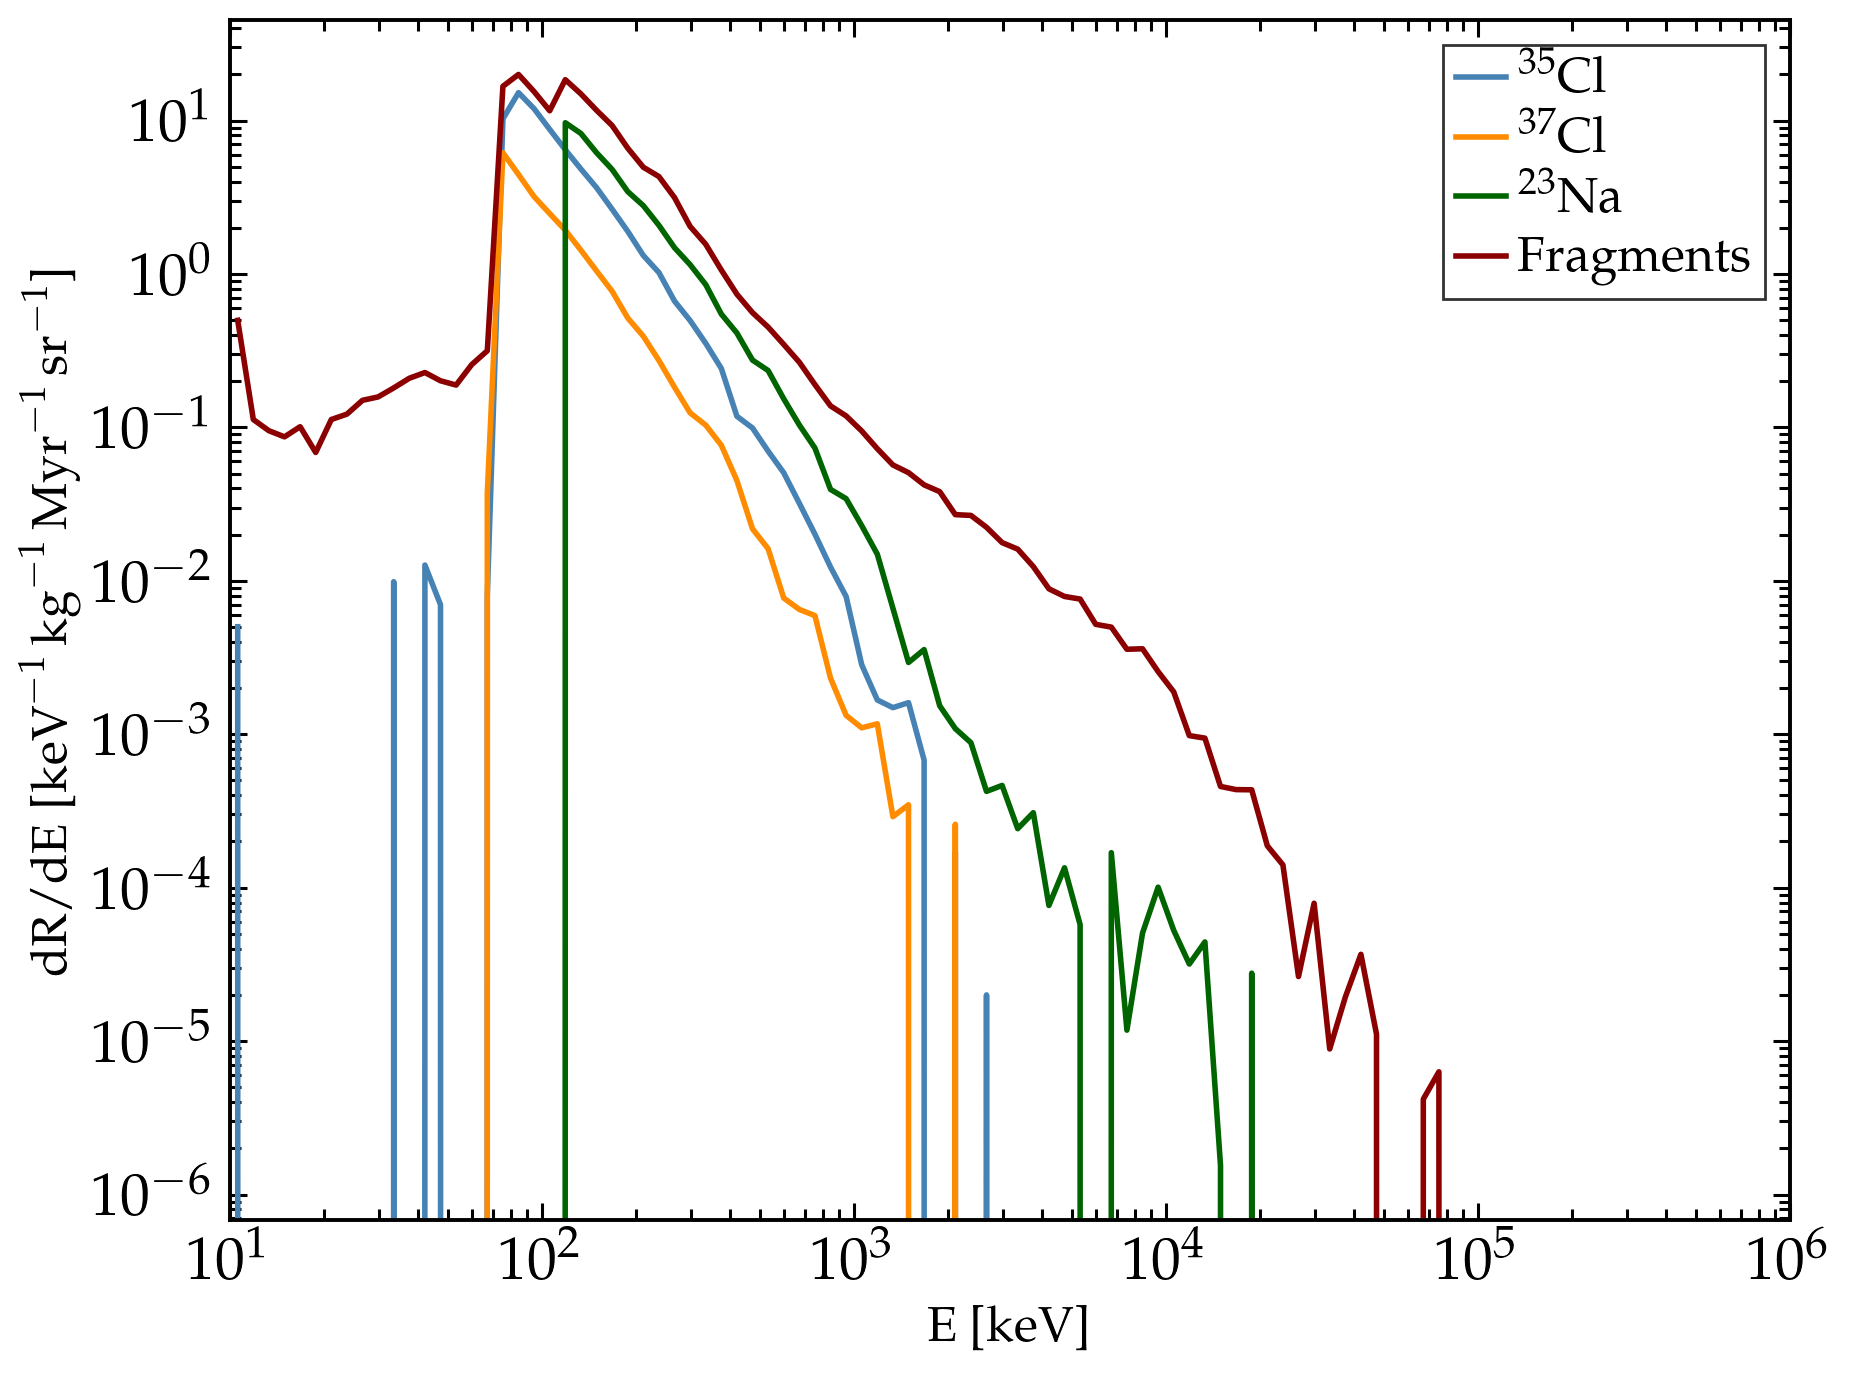 ³⁵Cl
³⁷Cl
²³Na
Fragments
10¹
10⁰
10⁻¹
10⁻²
10⁻³
10⁻⁴
10⁻⁵
10⁻⁶
dR/dE [keV⁻¹ kg⁻¹ Myr⁻¹ sr⁻¹]
10¹ 10² 10³ 10⁴ 10⁵ 10⁶
E [keV]